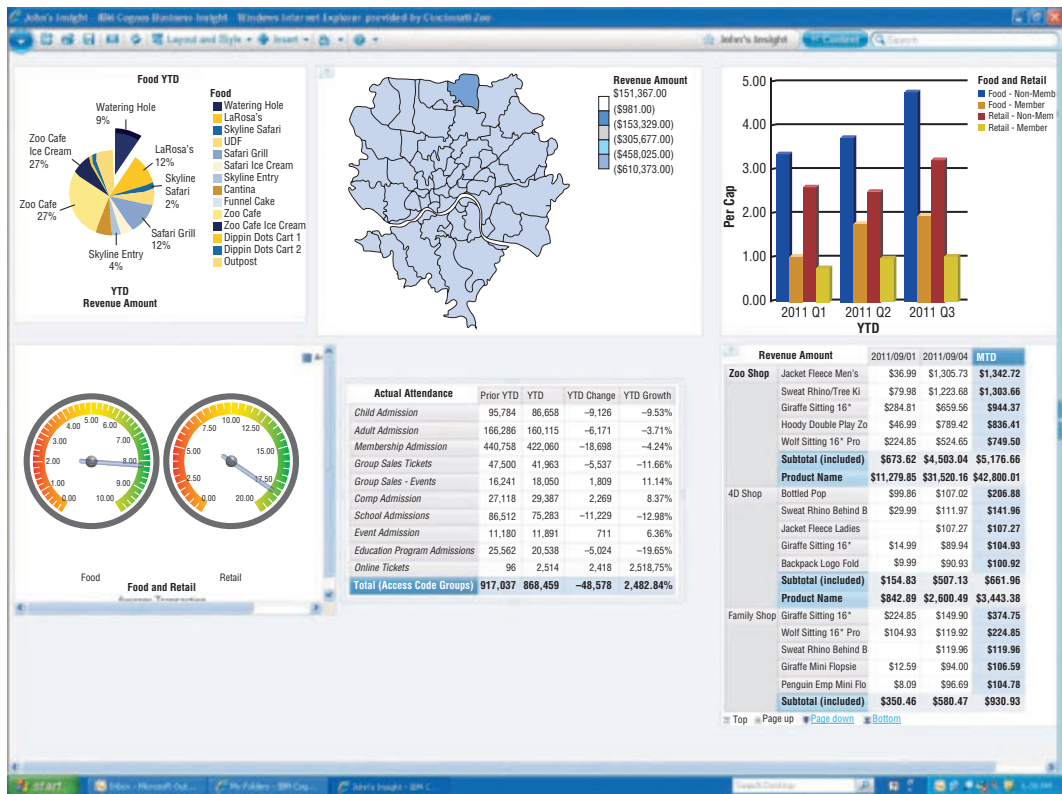 John's Insight - IBM Cognos Business Insight - Windows Internet Explorer provided by Cincinnati Zoo
Layout and Style Insert
John's Insight Content Search
Food YTD
Watering Hole
9%
Zoo Cafe
Ice Cream
27%
LaRosa's
12%
Skyline
Safari
2%
Zoo Cafe
27%
Safari Grill
12%
Skyline Entry
4%
YTD
Revenue Amount
Food
Watering Hole
LaRosa's
Skyline Safari
UDF
Safari Grill
Safari Ice Cream
Skyline Entry
Cantina
Funnel Cake
Zoo Cafe
Zoo Cafe Ice Cream
Dippin Dots Cart 1
Dippin Dots Cart 2
Outpost
Revenue Amount
$151,367.00
($981.00)
($153,329.00)
($305,677.00)
($458,025.00)
($610,373.00)
Per Cap
5.00
4.00
3.00
2.00
1.00
0.00
2011 Q1 2011 Q2 2011 Q3
YTD
Food and Retail
Food - Non-Memb
Food - Member
Retail - Non-Mem
Retail - Member
0.00 1.00 2.00 3.00 4.00 5.00 6.00 7.00 8.00 9.00 10.00
0.00 2.50 5.00 7.50 10.00 12.50 15.00 17.50 20.00
Food Retail
Food and Retail
Actual Attendance Prior YTD YTD YTD Change YTD Growth
Child Admission 95,784 86,658 –9,126 –9.53%
Adult Admission 166,286 160,115 –6,171 –3.71%
Membership Admission 440,758 422,060 –18,698 –4.24%
Group Sales Tickets 47,500 41,963 –5,537 –11.66%
Group Sales - Events 16,241 18,050 1,809 11.14%
Comp Admission 27,118 29,387 2,269 8.37%
School Admissions 86,512 75,283 –11,229 –12.98%
Event Admission 11,180 11,891 711 6.36%
Education Program Admissions 25,562 20,538 –5,024 –19.65%
Online Tickets 96 2,514 2,418 2,518,75%
Total (Access Code Groups) 917,037 868,459 –48,578 2,482.84%
Revenue Amount 2011/09/01 2011/09/04 MTD
Zoo Shop Jacket Fleece Men's $36.99 $1,305.73 $1,342.72
Sweat Rhino/Tree Ki $79.98 $1,223.68 $1,303.66
Giraffe Sitting 16" $284.81 $659.56 $944.37
Hoody Double Play Zo $46.99 $789.42 $836.41
Wolf Sitting 16" Pro $224.85 $524.65 $749.50
Subtotal (included) $673.62 $4,503.04 $5,176.66
Product Name $11,279.85 $31,520.16 $42,800.01
4D Shop Bottled Pop $99.86 $107.02 $206.88
Sweat Rhino Behind B $29.99 $111.97 $141.96
Jacket Fleece Ladies $107.27 $107.27
Giraffe Sitting 16" $14.99 $89.94 $104.93
Backpack Logo Fold $9.99 $90.93 $100.92
Subtotal (included) $154.83 $507.13 $661.96
Product Name $842.89 $2,600.49 $3,443.38
Family Shop Giraffe Sitting 16" $224.85 $149.90 $374.75
Wolf Sitting 16" Pro $104.93 $119.92 $224.85
Sweat Rhino Behind B $119.96 $119.96
Giraffe Mini Flopsie $12.59 $94.00 $106.59
Penguin Emp Mini Flo $8.09 $96.69 $104.78
Subtotal (included) $350.46 $580.47 $930.93
Top Page up Page down Bottom
start Inbox - Microsoft Out... My Folders - IBM Cog... John's Insight - IBM C... Search Desktop